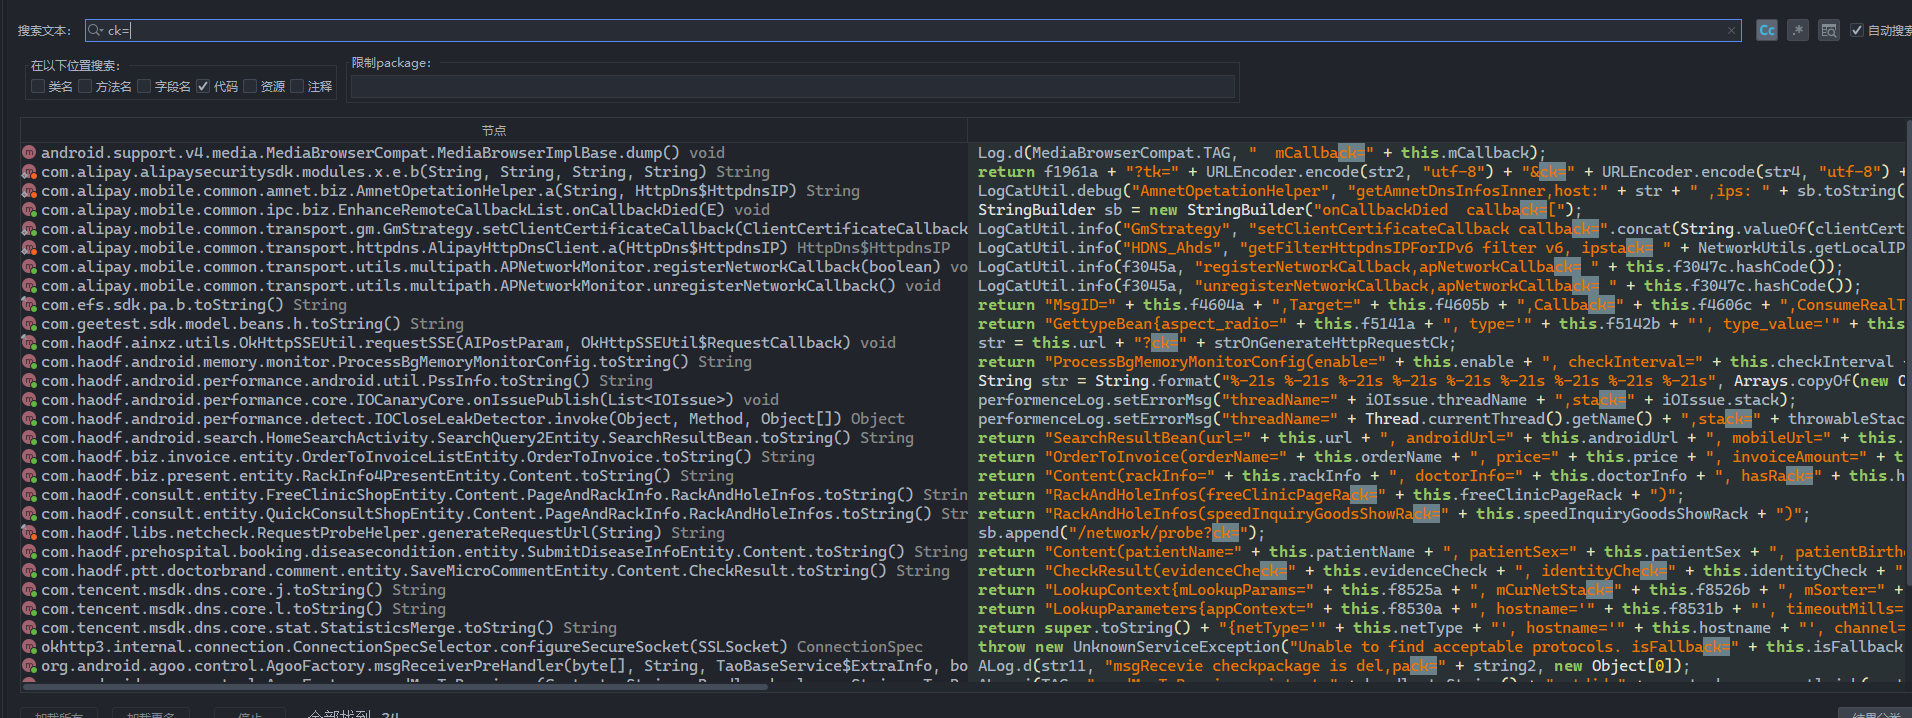 搜索文本: ck= Cc .* 自动搜索
在以下位置搜索: 限制package:
类名 方法名 字段名 代码 资源 注释
节点
android.support.v4.media.MediaBrowserCompat.MediaBrowserImplBase.dump() void Log.d(MediaBrowserCompat.TAG, "  mCallback=" + this.mCallback);
com.alipay.alipaysecuritysdk.modules.x.e.b(String, String, String, String) String return f1961a + "?tk=" + URLEncoder.encode(str2, "utf-8") + "&ck=" + URLEncoder.encode(str4, "utf-8") +
com.alipay.mobile.common.amnet.biz.AmnetOpetationHelper.a(String, HttpDns$HttpdnsIP) String LogCatUtil.debug("AmnetOpetationHelper", "getAmnetDnsInfosInner,host:" + str + " ,ips: " + sb.toString(
com.alipay.mobile.common.ipc.biz.EnhanceRemoteCallbackList.onCallbackDied(E) void StringBuilder sb = new StringBuilder("onCallbackDied  callback=[");
com.alipay.mobile.common.transport.gm.GmStrategy.setClientCertificateCallback(ClientCertificateCallback LogCatUtil.info("GmStrategy", "setClientCertificateCallback callback=".concat(String.valueOf(clientCert
com.alipay.mobile.common.transport.httpdns.AlipayHttpDnsClient.a(HttpDns$HttpdnsIP) HttpDns$HttpdnsIP LogCatUtil.info("HDNS_Ahds", "getFilterHttpdnsIPForIPv6 filter v6, ipstack= " + NetworkUtils.getLocalIP
com.alipay.mobile.common.transport.utils.multipath.APNetworkMonitor.registerNetworkCallback(boolean) vo LogCatUtil.info(f3045a, "registerNetworkCallback,apNetworkCallback= " + this.f3047c.hashCode());
com.alipay.mobile.common.transport.utils.multipath.APNetworkMonitor.unregisterNetworkCallback() void LogCatUtil.info(f3045a, "unregisterNetworkCallback,apNetworkCallback= " + this.f3047c.hashCode());
com.efs.sdk.pa.b.toString() String return "MsgID=" + this.f4604a + ",Target=" + this.f4605b + ",Callback=" + this.f4606c + ",ConsumeRealT
com.geetest.sdk.model.beans.h.toString() String return "GettypeBean{aspect_radio=" + this.f5141a + ", type='" + this.f5142b + "', type_value='" + this
com.haodf.ainxz.utils.OkHttpSSEUtil.requestSSE(AIPostParam, OkHttpSSEUtil$RequestCallback) void str = this.url + "?ck=" + strOnGenerateHttpRequestCk;
com.haodf.android.memory.monitor.ProcessBgMemoryMonitorConfig.toString() String return "ProcessBgMemoryMonitorConfig(enable=" + this.enable + ", checkInterval=" + this.checkInterval +
com.haodf.android.performance.android.util.PssInfo.toString() String String str = String.format("%-21s %-21s %-21s %-21s %-21s %-21s %-21s %-21s %-21s", Arrays.copyOf(new O
com.haodf.android.performance.core.IOCanaryCore.onIssuePublish(List<IOIssue>) void performenceLog.setErrorMsg("threadName=" + iOIssue.threadName + ",stack=" + iOIssue.stack);
com.haodf.android.performance.detect.IOCloseLeakDetector.invoke(Object, Method, Object[]) Object performenceLog.setErrorMsg("threadName=" + Thread.currentThread().getName() + ",stack=" + throwableStac
com.haodf.android.search.HomeSearchActivity.SearchQuery2Entity.SearchResultBean.toString() String return "SearchResultBean(url=" + this.url + ", androidUrl=" + this.androidUrl + ", mobileUrl=" + this.
com.haodf.biz.invoice.entity.OrderToInvoiceListEntity.OrderToInvoice.toString() String return "OrderToInvoice(orderName=" + this.orderName + ", price=" + this.price + ", invoiceAmount=" + t
com.haodf.biz.present.entity.RackInfo4PresentEntity.Content.toString() String return "Content(rackInfo=" + this.rackInfo + ", doctorInfo=" + this.doctorInfo + ", hasRack=" + this.h
com.haodf.consult.entity.FreeClinicShopEntity.Content.PageAndRackInfo.RackAndHoleInfos.toString() Strin return "RackAndHoleInfos(freeClinicPageRack=" + this.freeClinicPageRack + ")";
com.haodf.consult.entity.QuickConsultShopEntity.Content.PageAndRackInfo.RackAndHoleInfos.toString() Str return "RackAndHoleInfos(speedInquiryGoodsShowRack=" + this.speedInquiryGoodsShowRack + ")";
com.haodf.libs.netcheck.RequestProbeHelper.generateRequestUrl(String) String sb.append("/network/probe?ck=");
com.haodf.prehospital.booking.diseasecondition.entity.SubmitDiseaseInfoEntity.Content.toString() String return "Content(patientName=" + this.patientName + ", patientSex=" + this.patientSex + ", patientBirth
com.haodf.ptt.doctorbrand.comment.entity.SaveMicroCommentEntity.Content.CheckResult.toString() String return "CheckResult(evidenceCheck=" + this.evidenceCheck + ", identityCheck=" + this.identityCheck + "
com.tencent.msdk.dns.core.j.toString() String return "LookupContext{mLookupParams=" + this.f8525a + ", mCurNetStack=" + this.f8526b + ", mSorter=" +
com.tencent.msdk.dns.core.l.toString() String return "LookupParameters{appContext=" + this.f8530a + ", hostname='" + this.f8531b + "', timeoutMills=
com.tencent.msdk.dns.core.stat.StatisticsMerge.toString() String return super.toString() + "{netType='" + this.netType + "', hostname='" + this.hostname + "', channel=
okhttp3.internal.connection.ConnectionSpecSelector.configureSecureSocket(SSLSocket) ConnectionSpec throw new UnknownServiceException("Unable to find acceptable protocols. isFallback=" + this.isFallback
org.android.agoo.control.AgooFactory.msgReceiverPreHandler(byte[], String, TaoBaseService$ExtraInfo, bo ALog.d(str11, "msgRecevie checkpackage is del,pack=" + string2, new Object[0]);